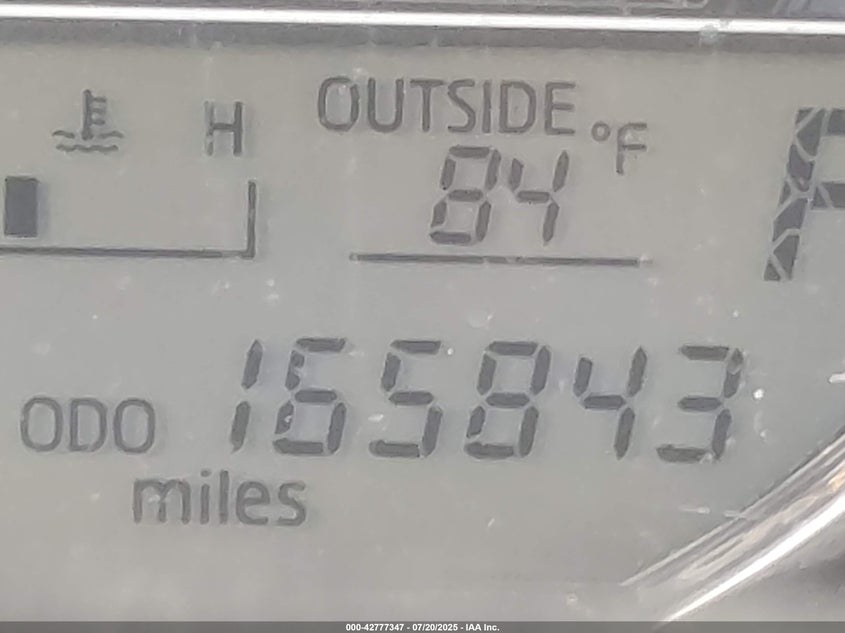 H
OUTSIDE °F
84
P
ODO 165843
miles
000-42777347 - 07/20/2025 - IAA Inc.